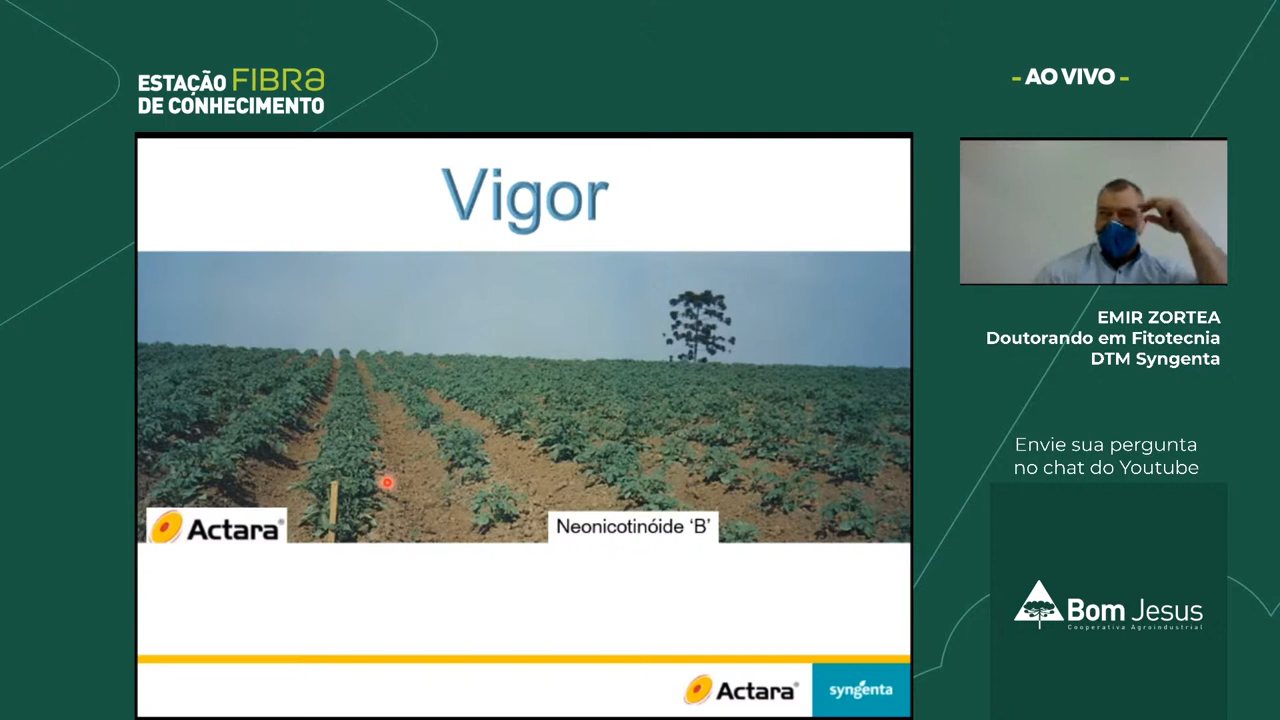 ESTAÇÃO FIBRA
DE CONHECIMENTO
- AO VIVO -
Vigor
Actara®
Neonicotinóide ‘B’
Actara®
syngenta
EMIR ZORTEA
Doutorando em Fitotecnia
DTM Syngenta
Envie sua pergunta
no chat do Youtube
Bom Jesus
Cooperativa Agroindustrial